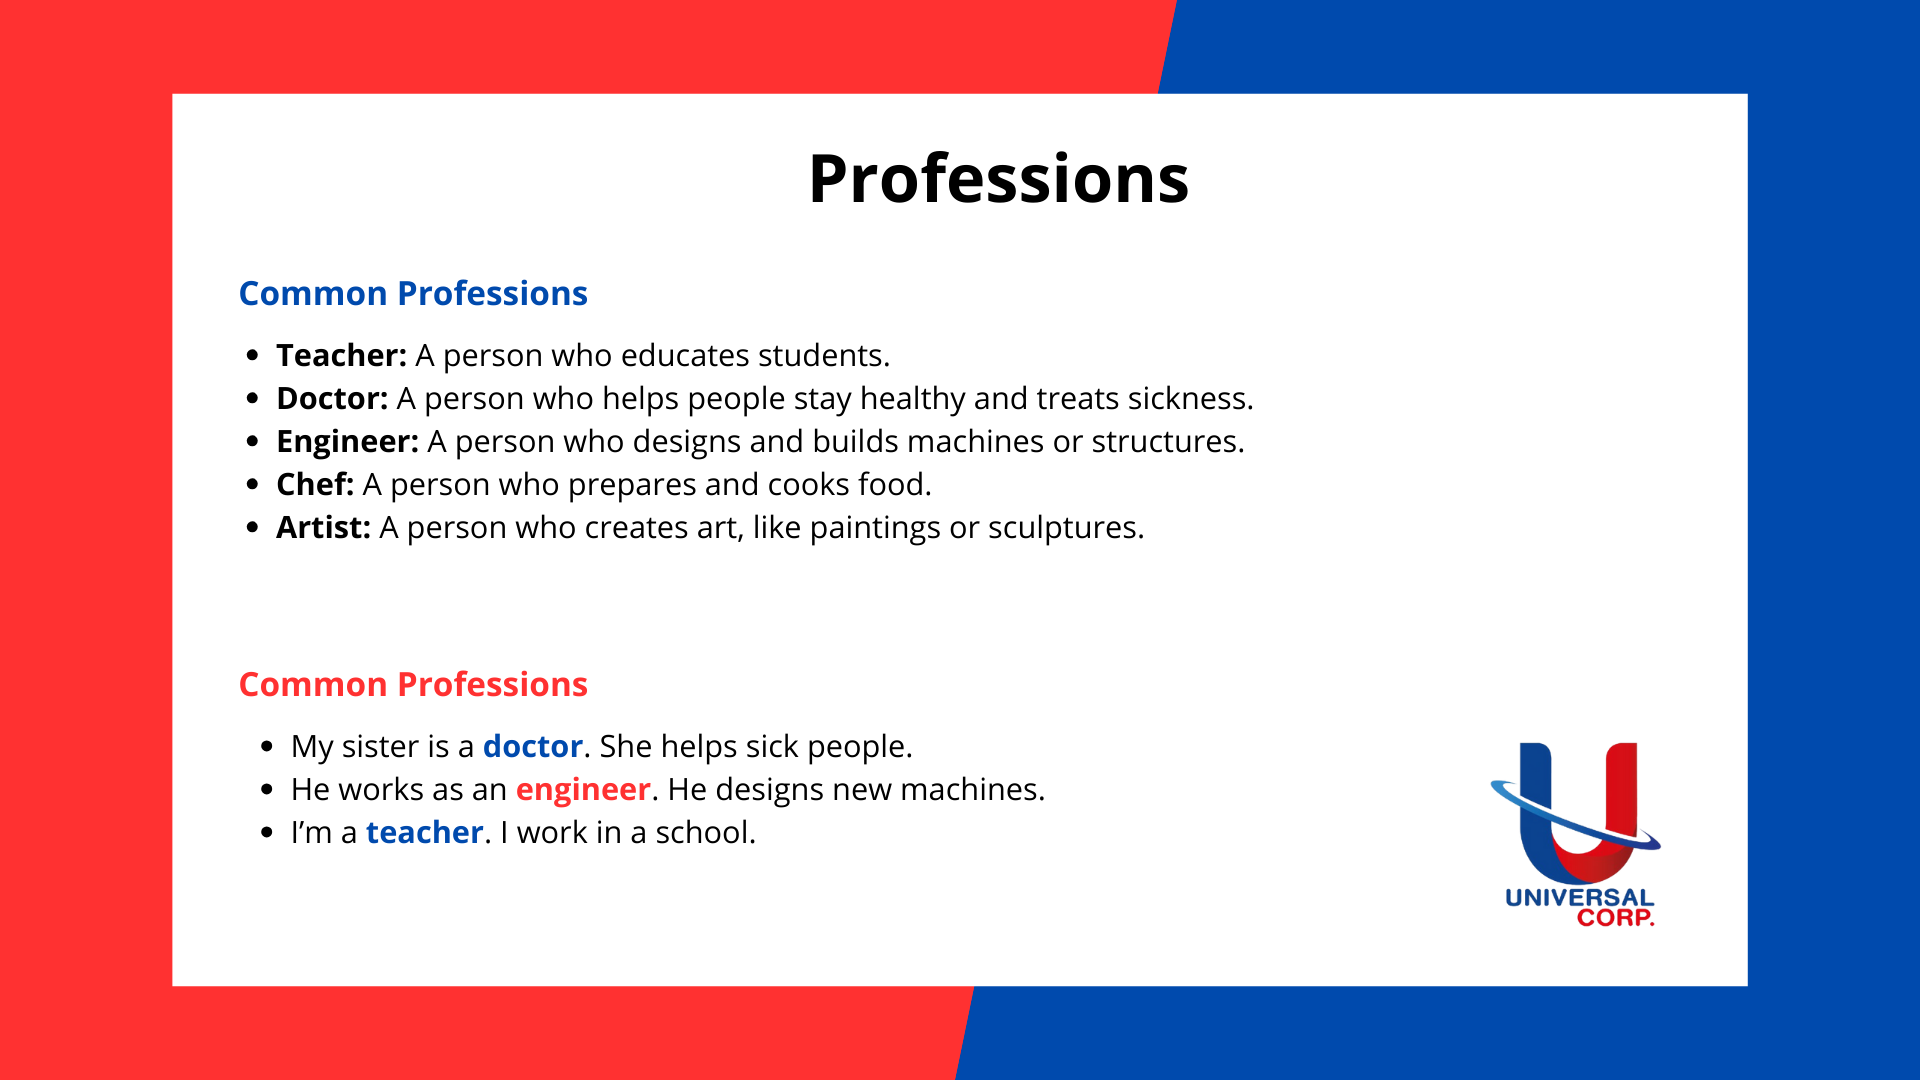 Professions
Common Professions
Teacher: A person who educates students.
Doctor: A person who helps people stay healthy and treats sickness.
Engineer: A person who designs and builds machines or structures.
Chef: A person who prepares and cooks food.
Artist: A person who creates art, like paintings or sculptures.
Common Professions
My sister is a doctor. She helps sick people.
He works as an engineer. He designs new machines.
I’m a teacher. I work in a school.
UNIVERSAL
CORP.